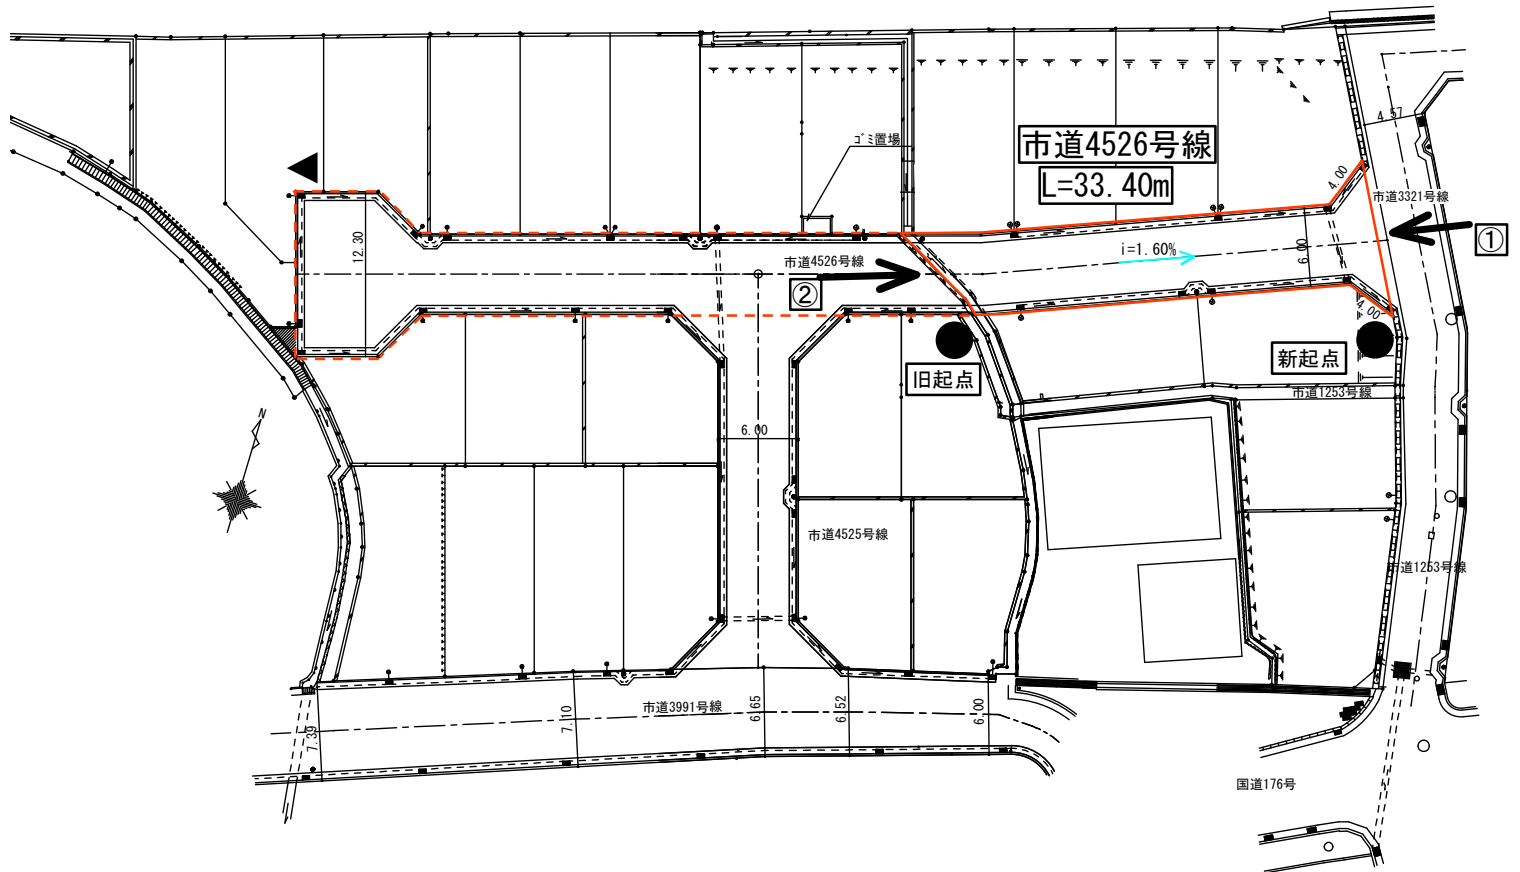 4.57
ゴミ置場
市道4526号線
L=33.40m
4.00
市道3321号線
①
12.30
市道4526号線
i=1.60%
6.00
②
4.00
旧起点
新起点
市道1253号線
N
6.00
市道4525号線
市道1253号線
市道3991号線
7.39
7.10
6.65
6.52
6.00
国道176号